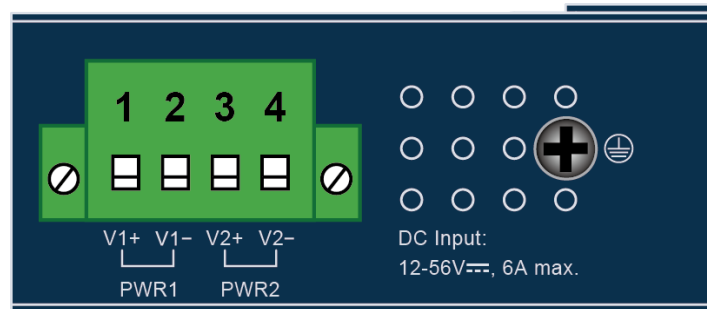 1 2 3 4
V1+ V1− V2+ V2−
PWR1 PWR2
DC Input:
12-56V⎓, 6A max.